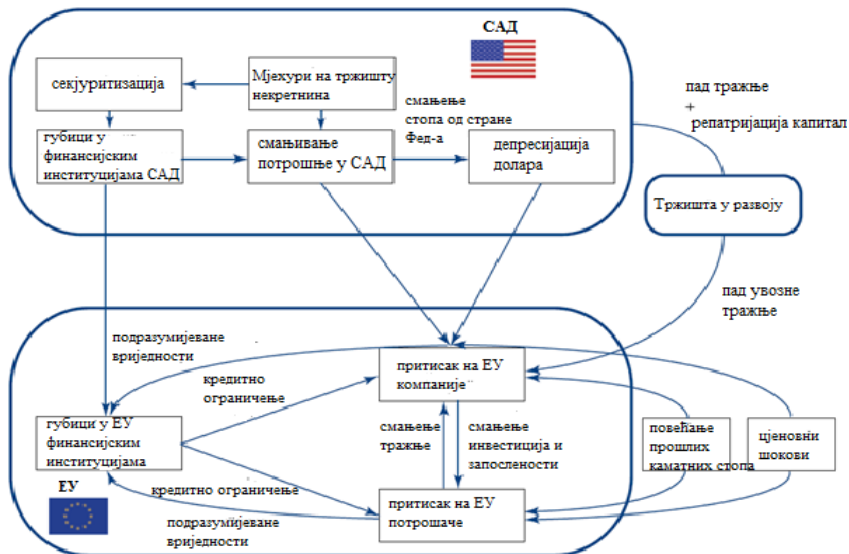 САД
секјуритизација
Мјехури на тржишту
некретнина
смањење
стопа од стране
Фед-а
пад тражње
+
репатријација капитал
губици у
финансијским
институцијама САД
смањивање
потрошње у САД
депресијација
долара
Тржишта у развоју
пад увозне
тражње
подразумијеване
вриједности
кредитно
ограничење
притисак на ЕУ
компаније
губици у ЕУ
финансијским
институцијама
смањење
тражње
смањење
инвестиција и
запослености
повећање
прошлих
каматних стопа
цјеновни
шокови
ЕУ
кредитно ограничење
притисак на ЕУ
потрошаче
подразумијеване
вриједности